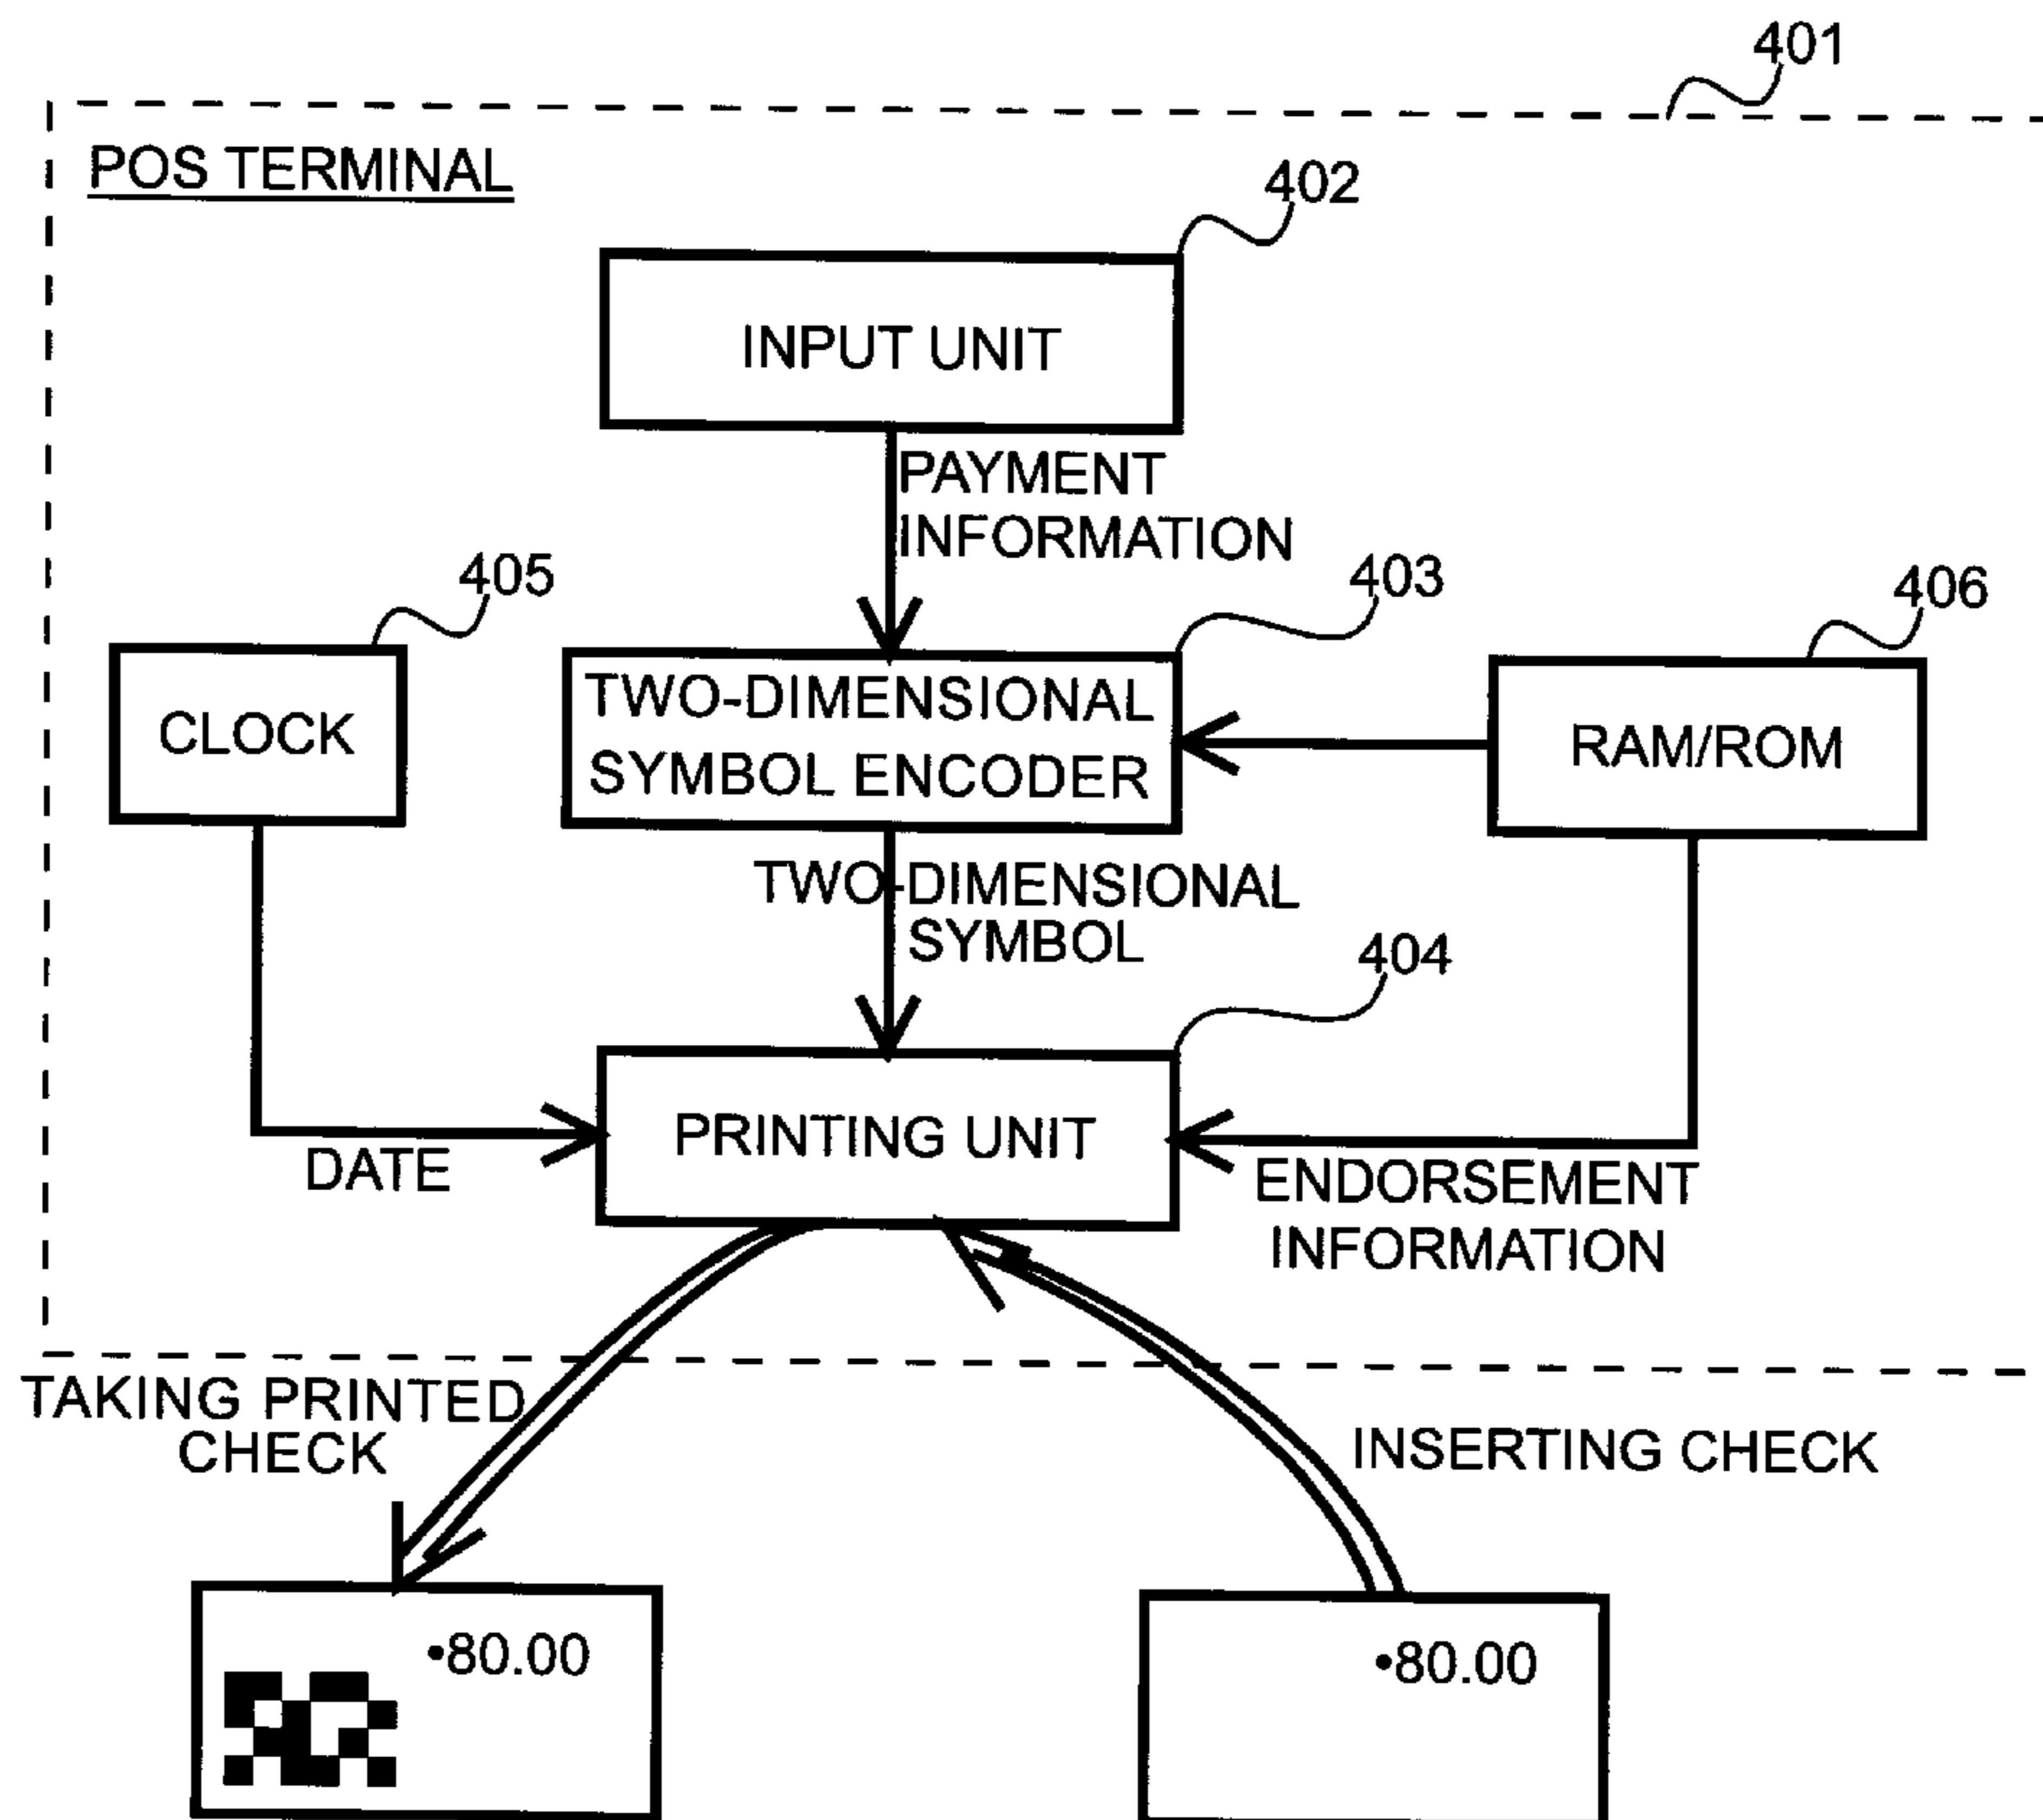 401
POS TERMINAL
402
INPUT UNIT
PAYMENT
INFORMATION
405
403
406
CLOCK
TWO-DIMENSIONAL
SYMBOL ENCODER
RAM/ROM
TWO-DIMENSIONAL
SYMBOL
404
PRINTING UNIT
DATE
ENDORSEMENT
INFORMATION
TAKING PRINTED
CHECK
INSERTING CHECK
•80.00
•80.00